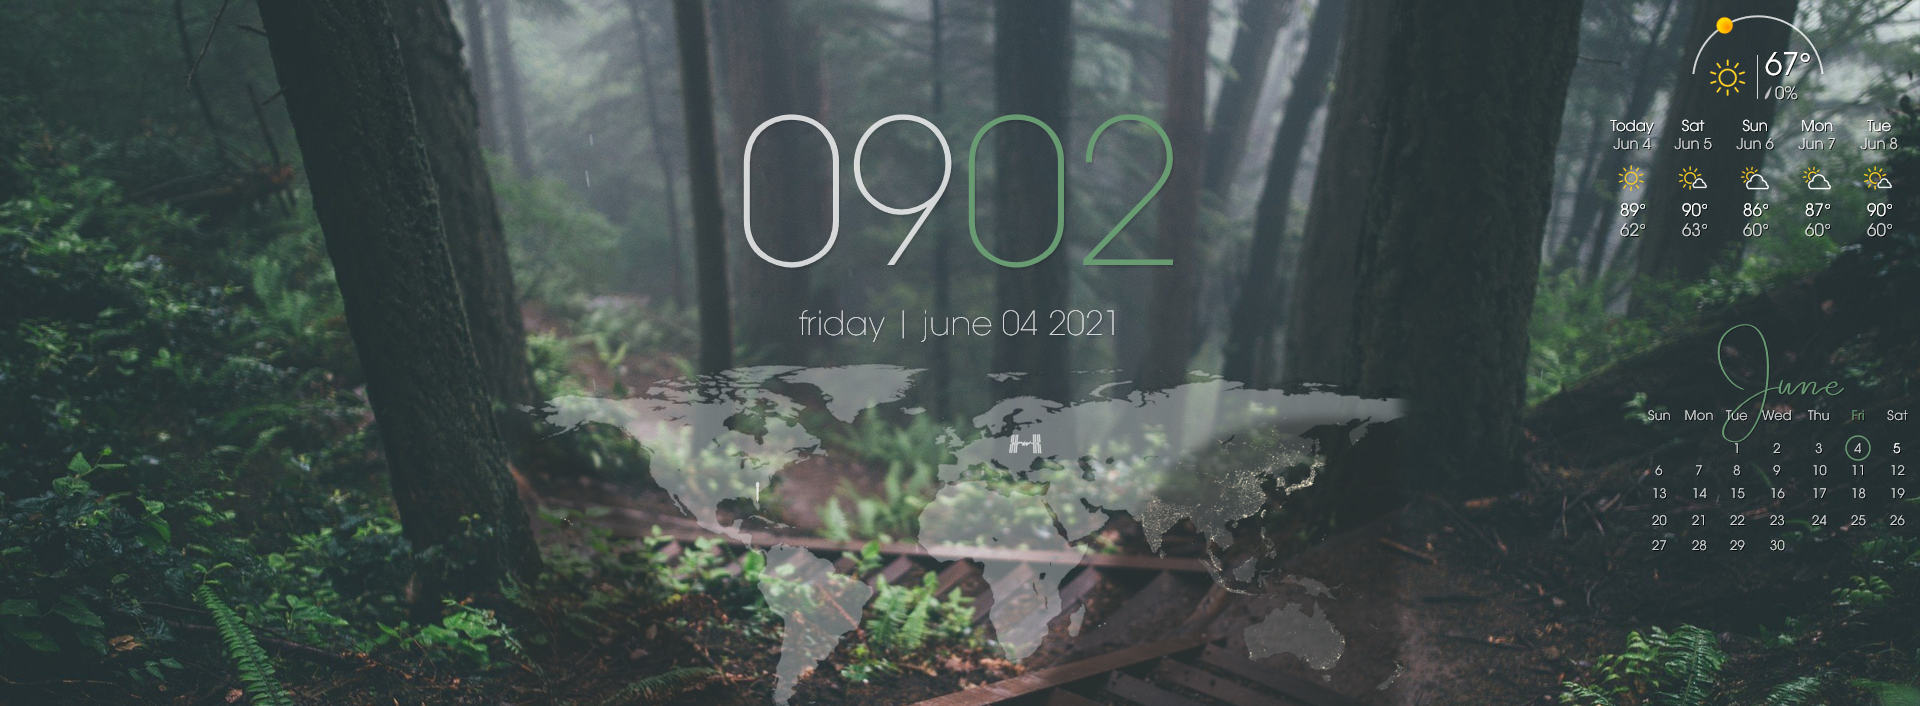 0902
friday | june 04 2021
67°
0%
Today Sat Sun Mon Tue
Jun 4 Jun 5 Jun 6 Jun 7 Jun 8
89° 90° 86° 87° 90°
62° 63° 60° 60° 60°
June
Sun Mon Tue Wed Thu Fri Sat
1 2 3 4 5
6 7 8 9 10 11 12
13 14 15 16 17 18 19
20 21 22 23 24 25 26
27 28 29 30